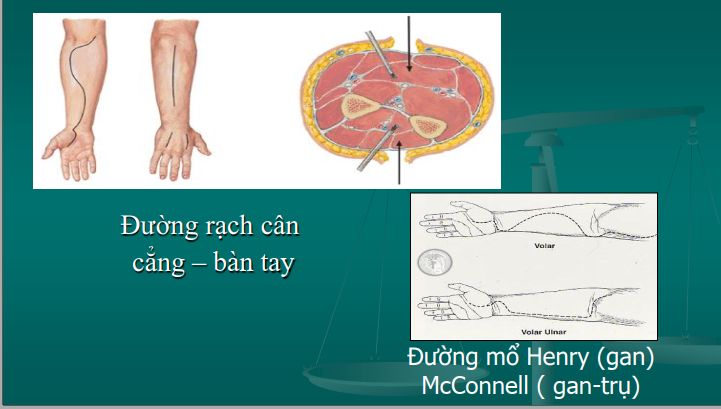 Đường rạch cân
cẳng – bàn tay
Volar
Volar Ulnar
Đường mổ Henry (gan)
McConnell ( gan-trụ)